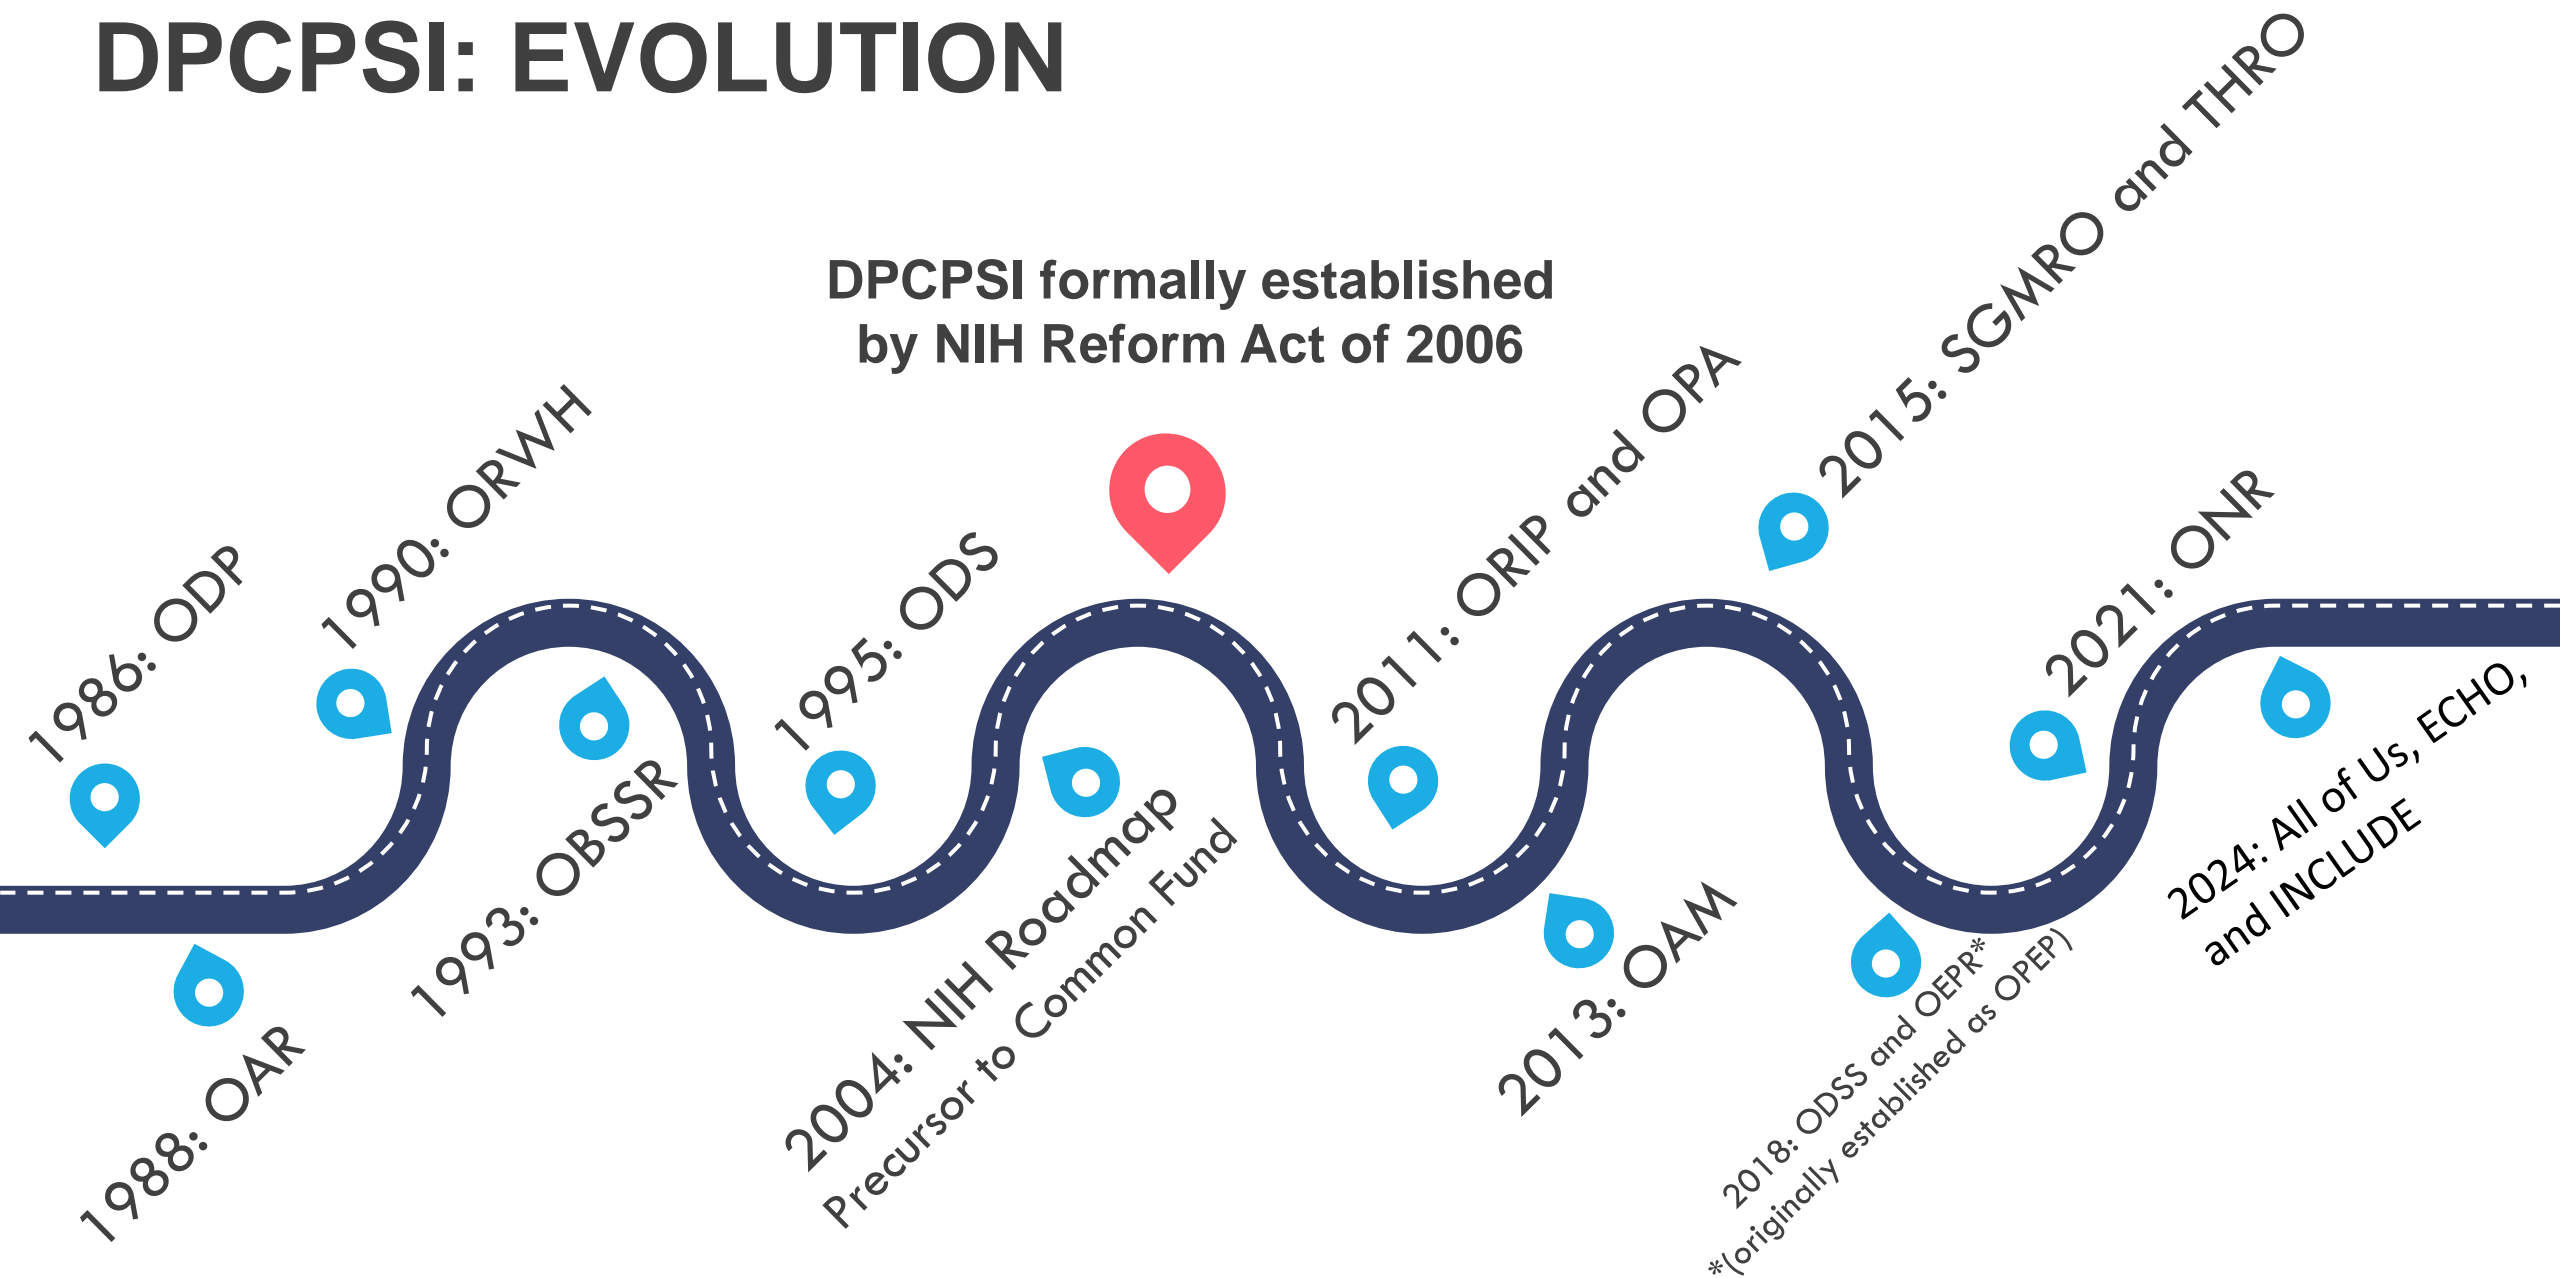 DPCPSI: EVOLUTION
DPCPSI formally established
by NIH Reform Act of 2006
1986: ODP
1988: OAR
1990: ORWH
1993: OBSSR
1995: ODS
2004: NIH Roadmap
Precursor to Common Fund
2011: ORIP and OPA
2013: OAM
2015: SGMRO and THRO
2018: ODSS and OEPR*
*(originally established as OPEP)
2021: ONR
2024: All of Us, ECHO,
and INCLUDE